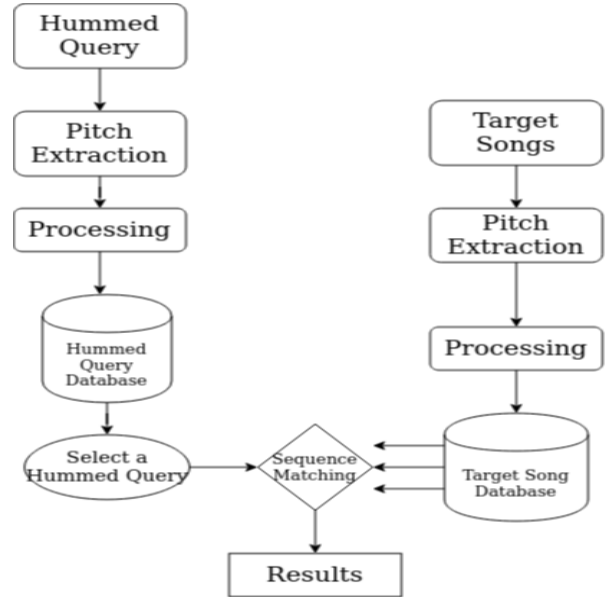 Hummed
Query
Pitch
Extraction
Processing
Hummed
Query
Database
Select a
Hummed Query
Target
Songs
Pitch
Extraction
Processing
Target Song
Database
Sequence
Matching
Results